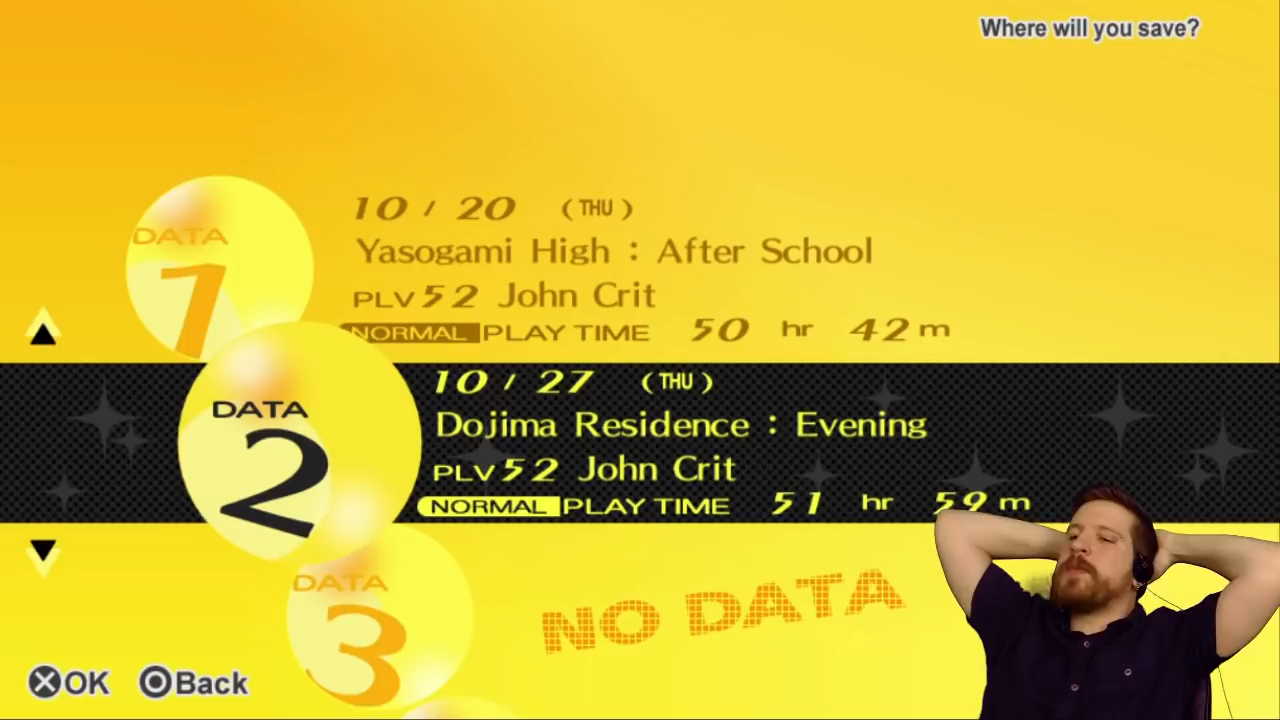 Where will you save?
DATA
1
10 / 20 (THU)
Yasogami High : After School
PLV 52 John Crit
NORMAL PLAY TIME 50 hr 42 m
DATA
2
10 / 27 (THU)
Dojima Residence : Evening
PLV 52 John Crit
NORMAL PLAY TIME 51 hr 59 m
DATA
3
NO DATA
OK Back